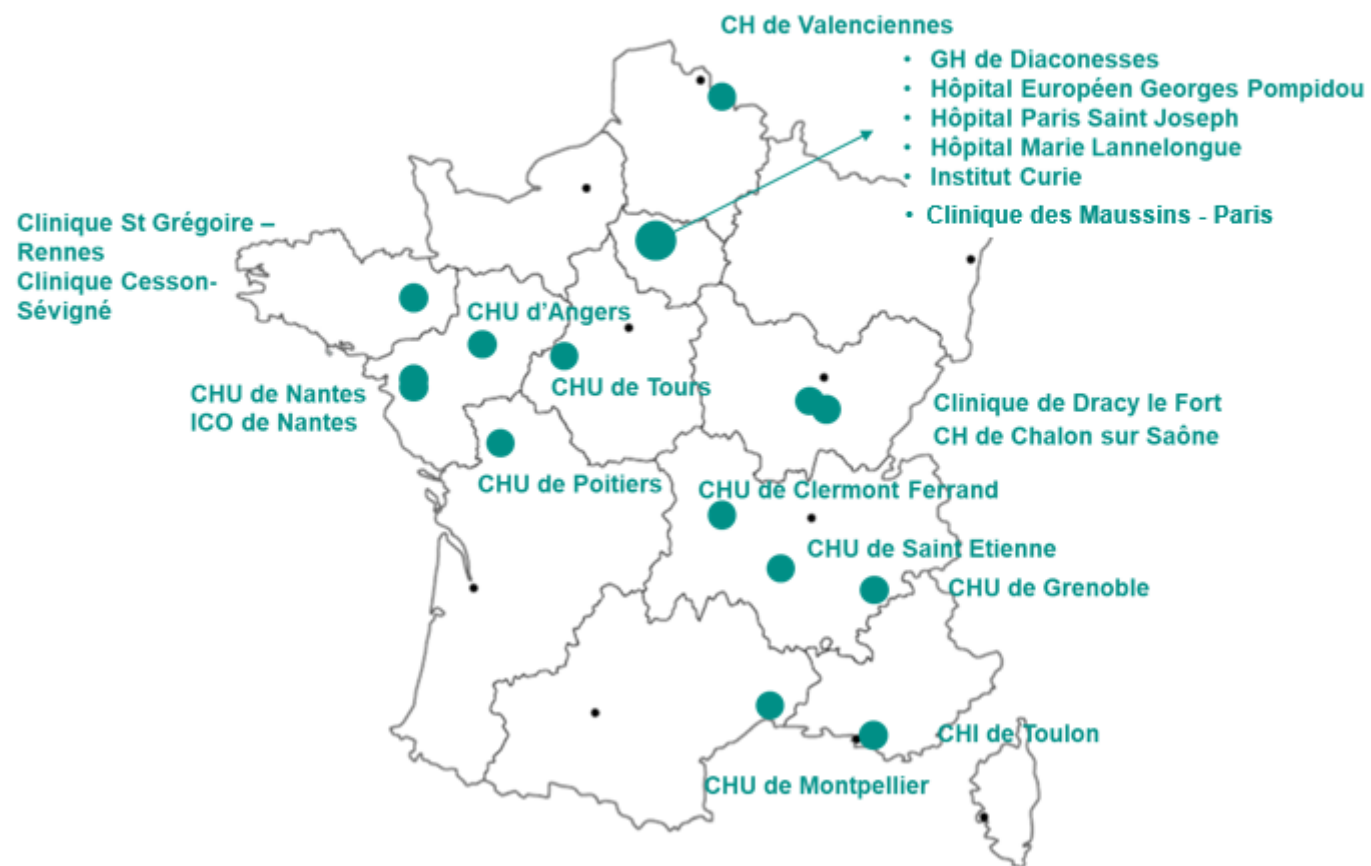 CH de Valenciennes
• GH de Diaconesses
• Hôpital Européen Georges Pompidou
• Hôpital Paris Saint Joseph
• Hôpital Marie Lannelongue
• Institut Curie
• Clinique des Maussins - Paris
Clinique St Grégoire –
Rennes
Clinique Cesson-
Sévigné
CHU d'Angers
CHU de Tours
CHU de Nantes
ICO de Nantes
Clinique de Dracy le Fort
CH de Chalon sur Saône
CHU de Poitiers
CHU de Clermont Ferrand
CHU de Saint Etienne
CHU de Grenoble
CHI de Toulon
CHU de Montpellier